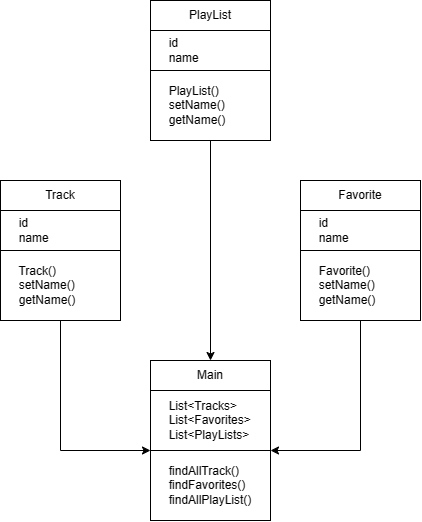 PlayList
id
name
PlayList()
setName()
getName()
Track
id
name
Track()
setName()
getName()
Favorite
id
name
Favorite()
setName()
getName()
Main
List<Tracks>
List<Favorites>
List<PlayLists>
findAllTrack()
findFavorites()
findAllPlayList()